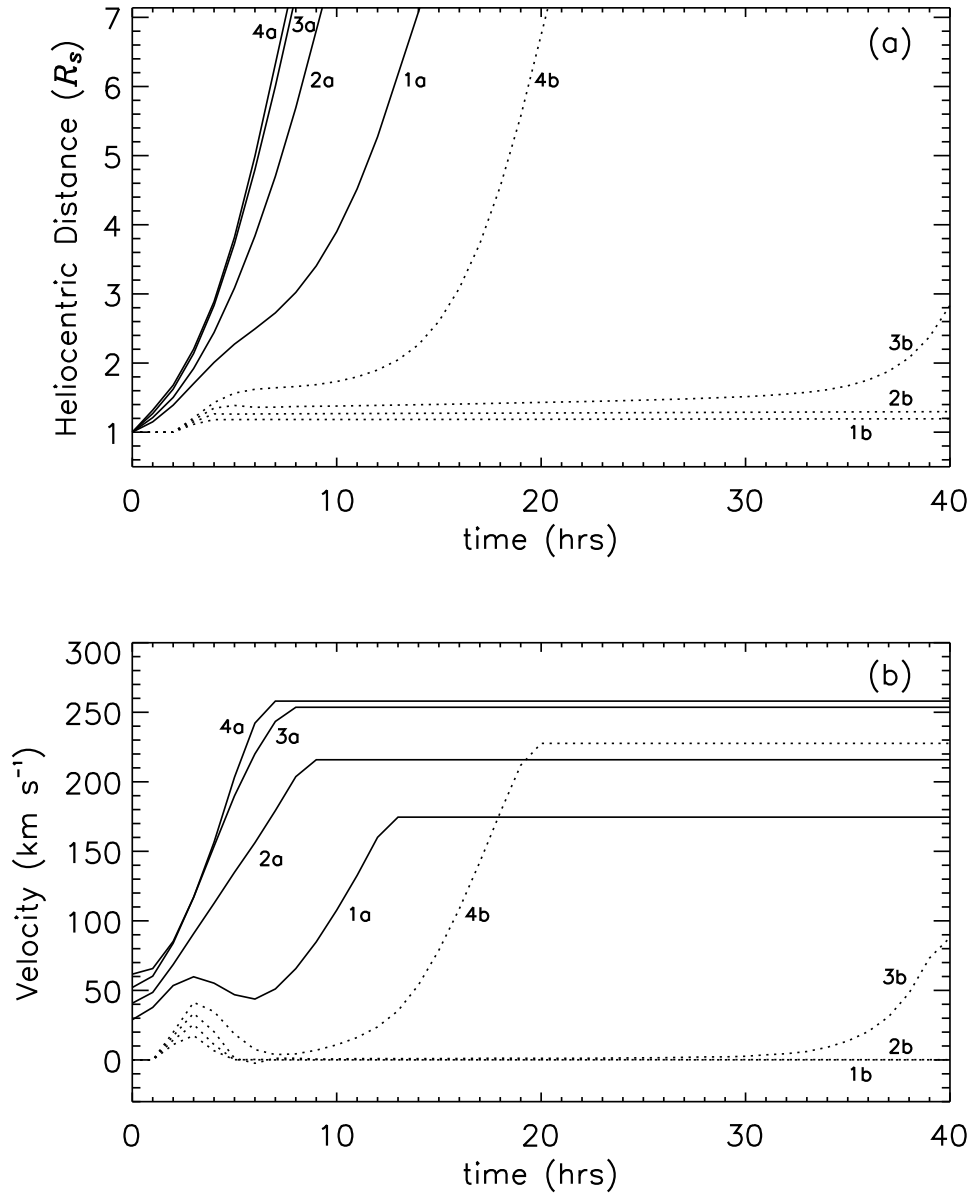 7
6
5
4
3
2
1
Heliocentric Distance (Rs)
4a
3a
2a
1a
4b
(a)
3b
2b
1b
0
10
20
30
40
time (hrs)
300
250
200
150
100
50
0
Velocity (km s⁻¹)
(b)
4a
3a
2a
1a
4b
3b
2b
1b
0
10
20
30
40
time (hrs)